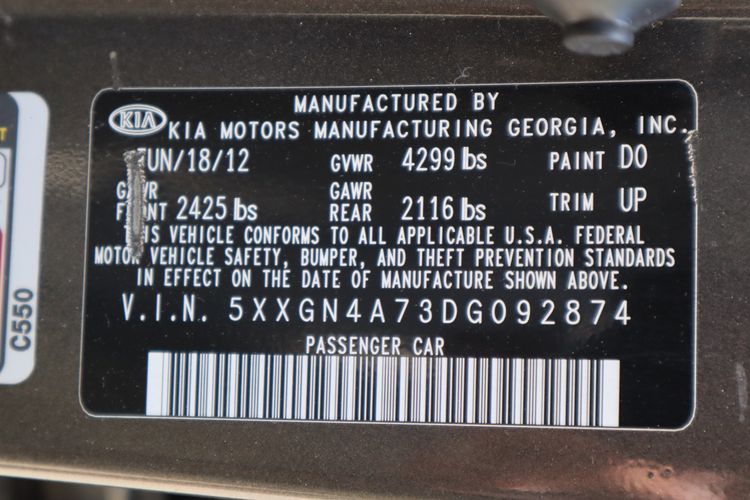 MANUFACTURED BY
KIA KIA MOTORS MANUFACTURING GEORGIA, INC.
JUN/18/12 GVWR 4299 lbs PAINT D0
GAWR FRONT 2425 lbs GAWR REAR 2116 lbs TRIM UP
THIS VEHICLE CONFORMS TO ALL APPLICABLE U.S.A. FEDERAL
MOTOR VEHICLE SAFETY, BUMPER, AND THEFT PREVENTION STANDARDS
IN EFFECT ON THE DATE OF MANUFACTURE SHOWN ABOVE.
V.I.N. 5XXGN4A73DG092874
PASSENGER CAR
C550